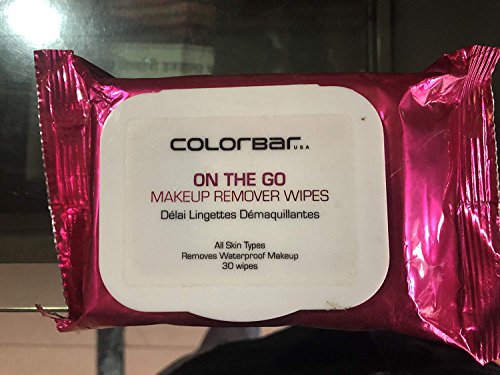 COLORBAR USA
ON THE GO
MAKEUP REMOVER WIPES
Délai Lingettes Démaquillantes
All Skin Types
Removes Waterproof Makeup
30 wipes